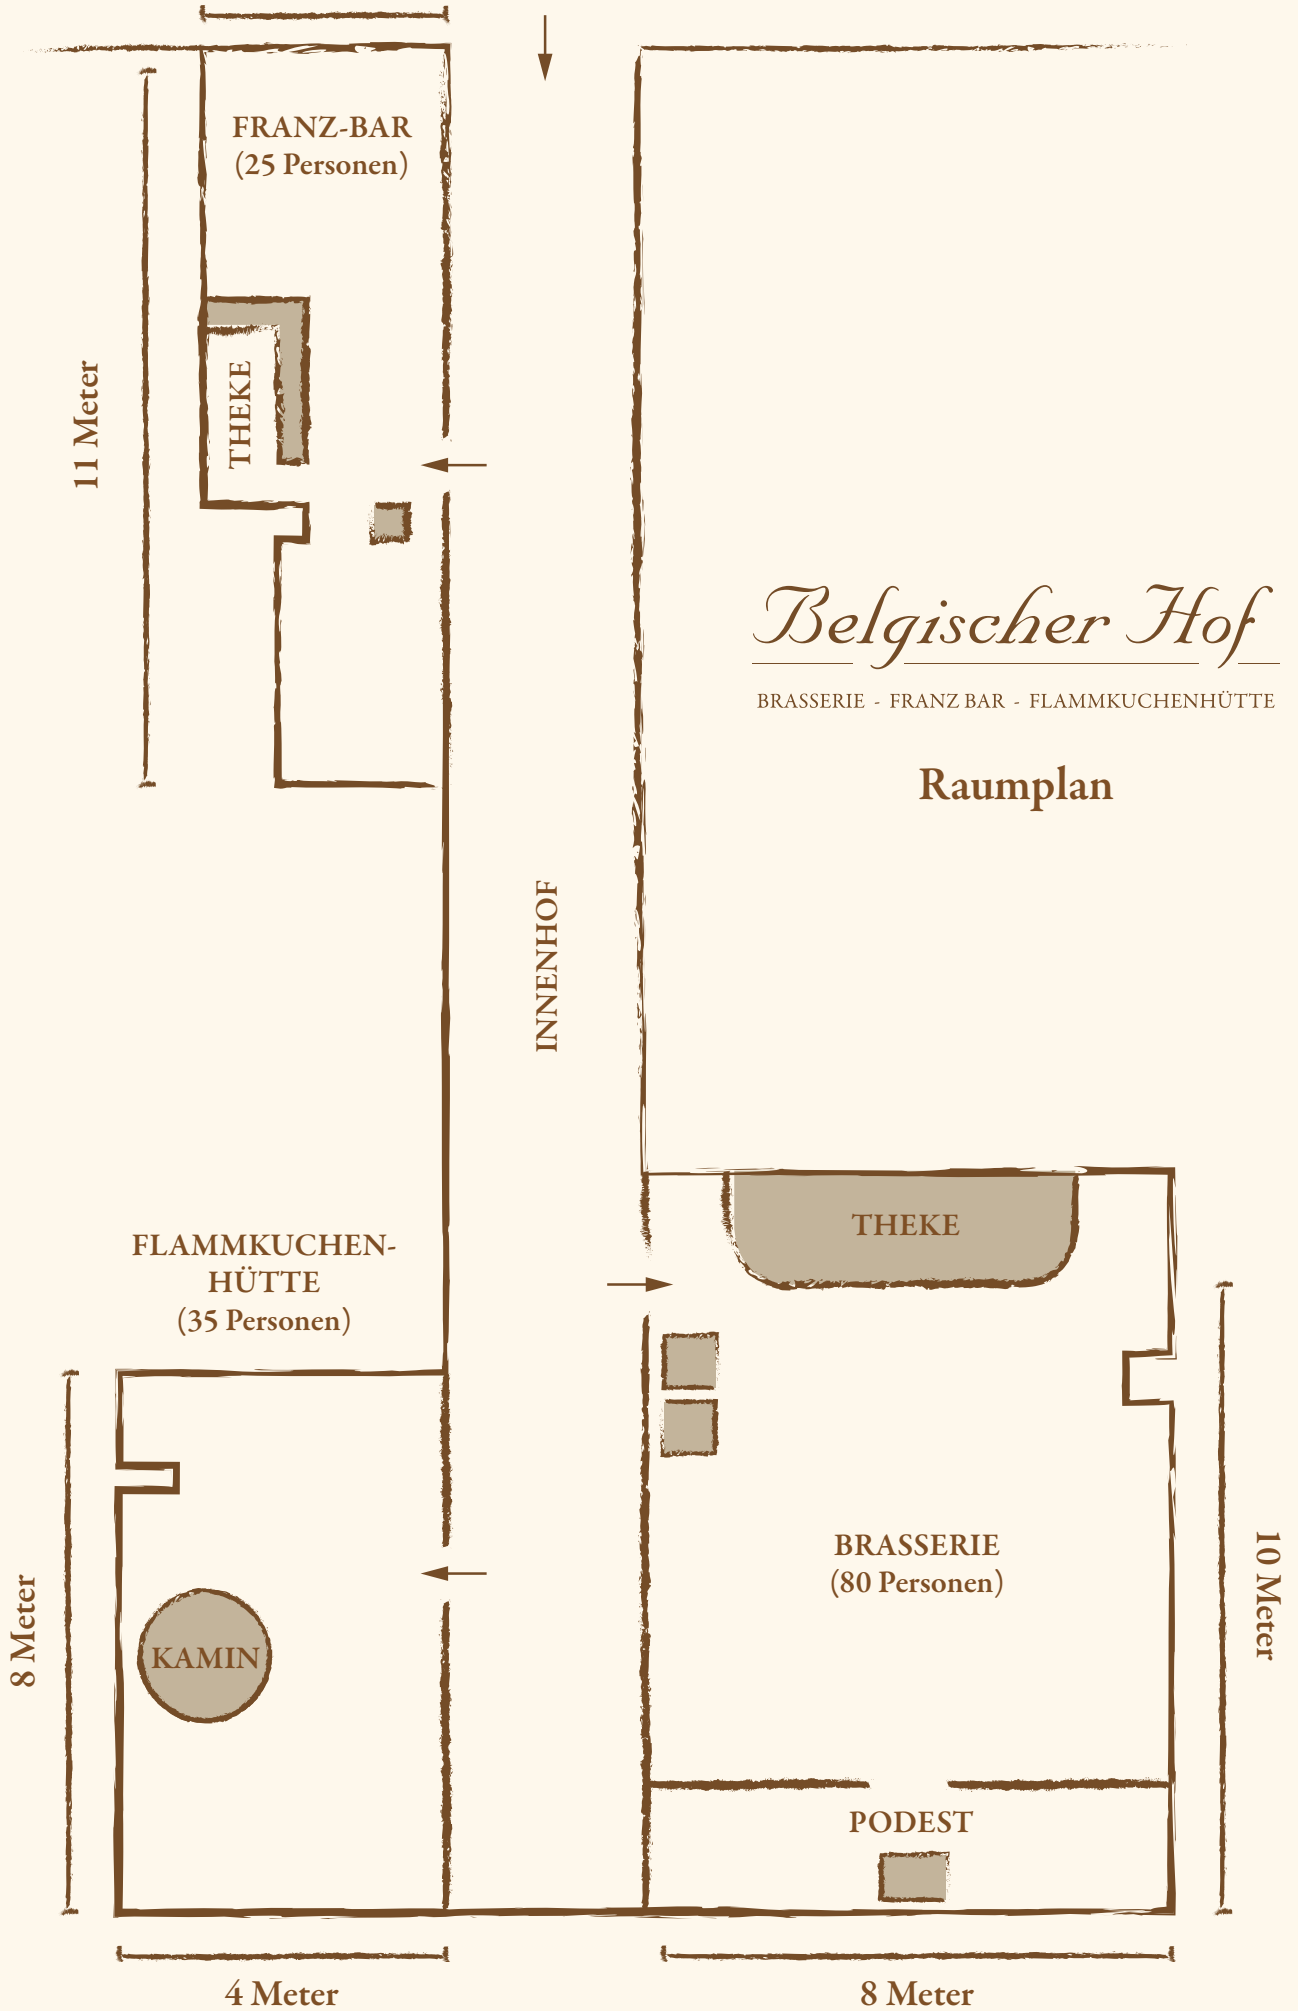 FRANZ-BAR
(25 Personen)
THEKE
11 Meter
Belgischer Hof
BRASSERIE - FRANZ BAR - FLAMMKUCHENHÜTTE
Raumplan
INNENHOF
FLAMMKUCHEN-
HÜTTE
(35 Personen)
THEKE
BRASSERIE
(80 Personen)
10 Meter
8 Meter
KAMIN
PODEST
4 Meter
8 Meter